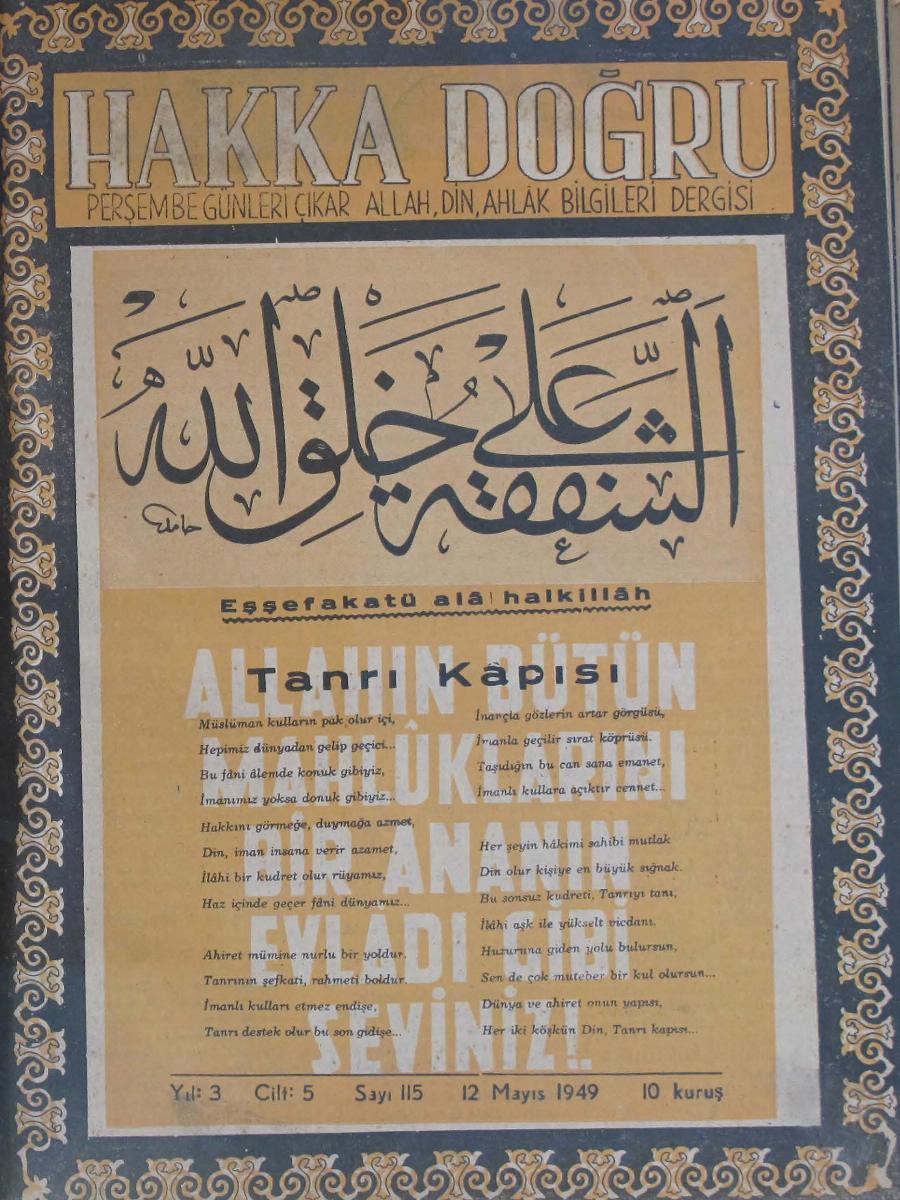 HAKKA DOĞRU
PERŞEMBE GÜNLERİ ÇIKAR ALLAH, DİN, AHLÂK BİLGİLERİ DERGİSİ
الشفقة على خلق الله
حامد
Eşşefakatü alâ halkillâh
ALLAHIN BÜTÜN
MAHLÛKLARINI
BİR ANANIN
EVLÂDI GİBİ
SEVİNİZ!.
Tanrı Kâpısı
Müslüman kulların pak olur içi,
Hepimiz dünyadan gelip geçici...
Bu fâni âlemde konuk gibiyiz,
İmanımız yoksa donuk gibiyiz...
Hakkını görmeğe, duymağa azmet,
Din, iman insana verir azamet,
İlâhi bir kudret olur rüyamız,
Haz içinde geçer fâni dünyamız...
Ahiret mümine nurlu bir yoldur.
Tanrının şefkati, rahmeti boldur.
İmanlı kulları etmez endişe,
Tanrı destek olur bu son gidişe...
İnançla gözlerin artar görgüsü,
İmanla geçilir sırat köprüsü.
Taşıdığın bu can sana emanet,
İmanlı kullara açıktır cennet...
Her şeyin hâkimi sahibi mutlak
Din olur kişiye en büyük sığnak.
Bu sonsuz kudreti, Tanrıyı tanı,
İlâhi aşk ile yükselt vicdanı.
Huzuruna giden yolu bulursun,
Sen de çok muteber bir kul olursun...
Dünya ve ahiret onun yapısı,
Her iki köşkün Din, Tanrı kapısı...
Yıl: 3 Cilt: 5 Sayı 115 12 Mayıs 1949 10 kuruş